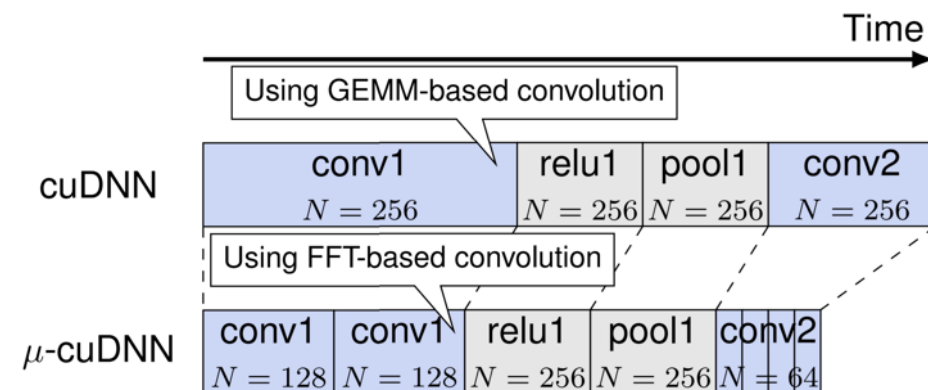 Time
Using GEMM-based convolution
cuDNN
conv1 relu1 pool1 conv2
N = 256 N = 256 N = 256 N = 256
Using FFT-based convolution
μ-cuDNN
conv1 conv1 relu1 pool1 conv2
N = 128 N = 128 N = 256 N = 256 N = 64